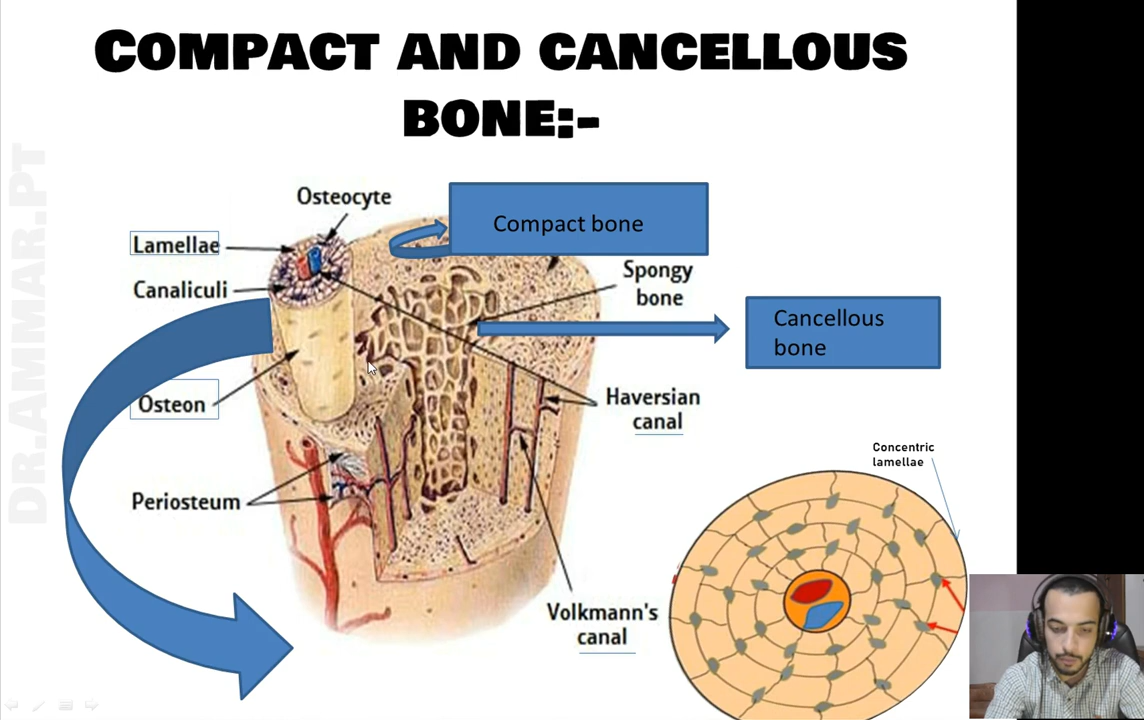 COMPACT AND CANCELLOUS
BONE:-
DR.AMMAR.PT
Osteocyte
Compact bone
Lamellae
Spongy
bone
Canaliculi
Cancellous
bone
Osteon
Haversian
canal
Concentric
lamellae
Periosteum
Volkmann's
canal